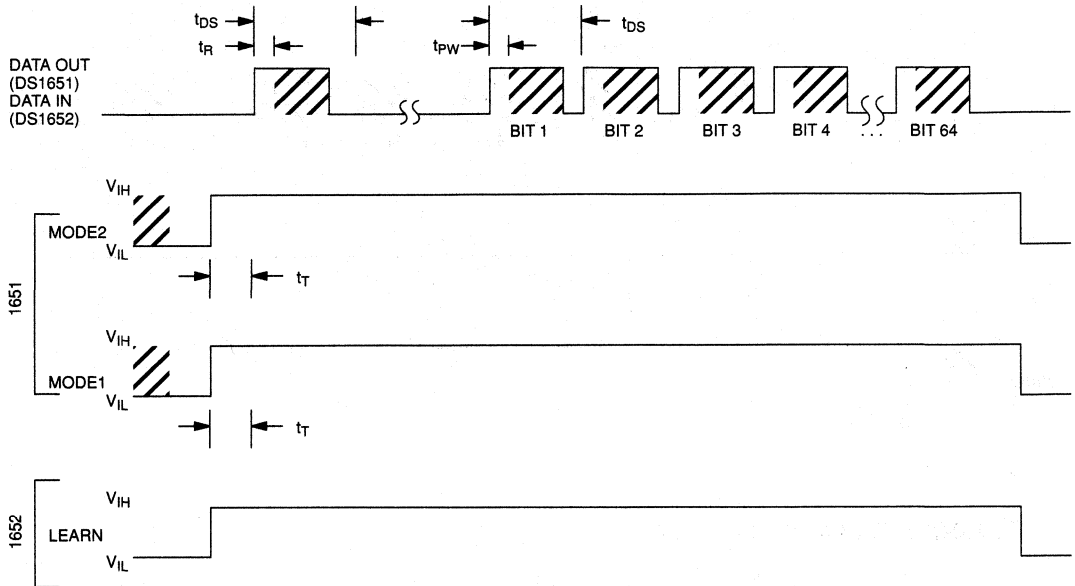 tDS tDS
tR tPW
DATA OUT
(DS1651)
DATA IN
(DS1652)
BIT 1 BIT 2 BIT 3 BIT 4 . . . BIT 64
VIH
MODE2
VIL
tT
1651
VIH
MODE1
VIL
tT
1652
VIH
LEARN
VIL